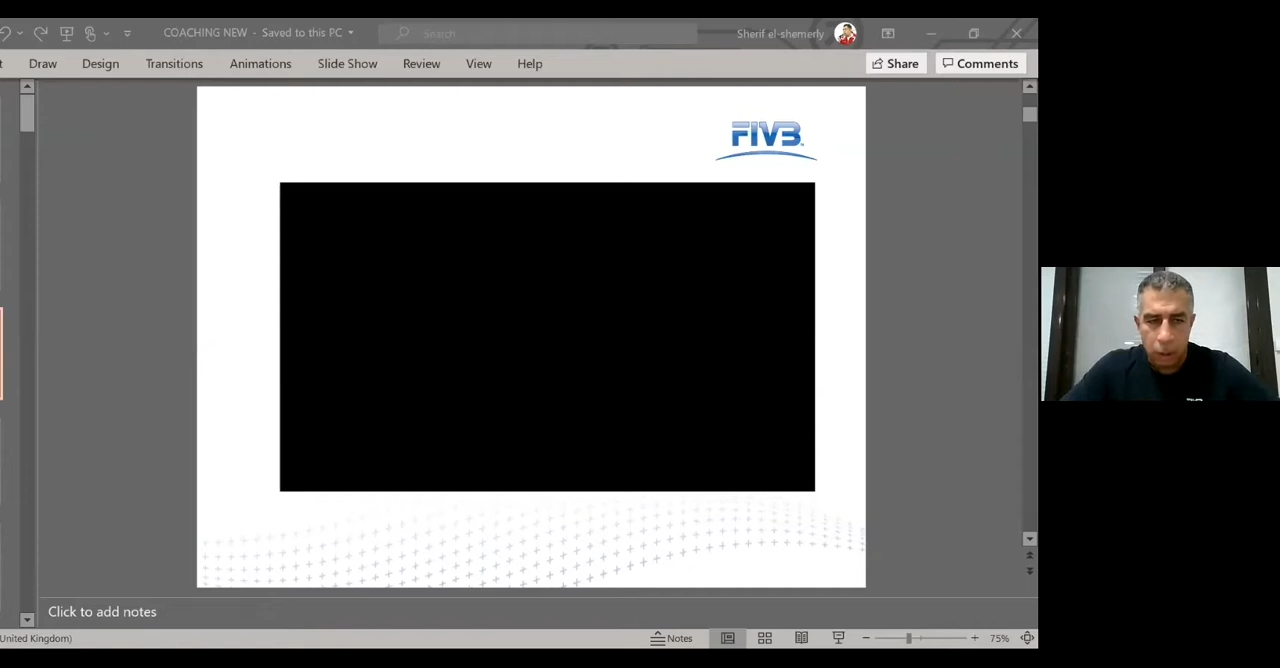 COACHING NEW - Saved to this PC
Search
Sherif el-shemerly
Draw Design Transitions Animations Slide Show Review View Help
Share Comments
FIVB
Click to add notes
United Kingdom)
Notes
75%